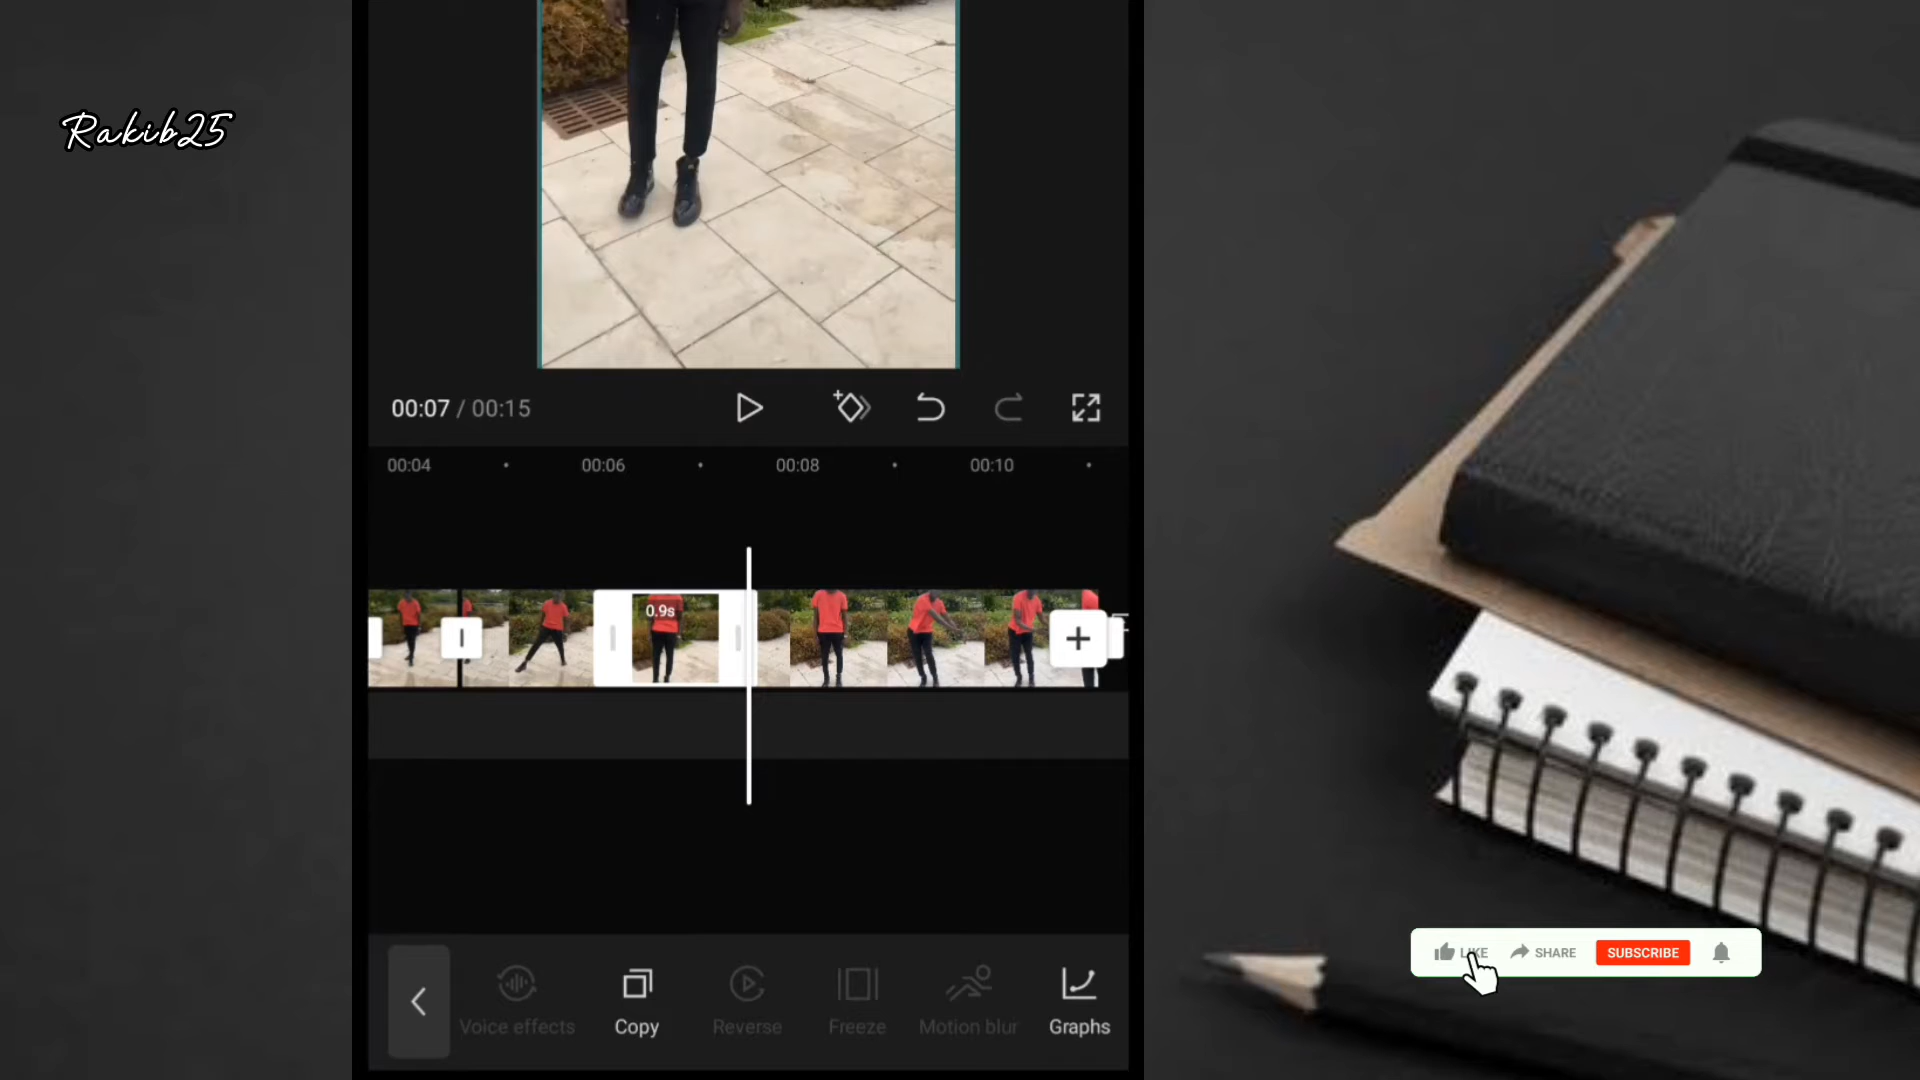 Rakib25
00:07 / 00:15
00:04
00:06
00:08
00:10
0.9s
Voice effects
Copy
Reverse
Freeze
Motion blur
Graphs
LIKE
SHARE
SUBSCRIBE